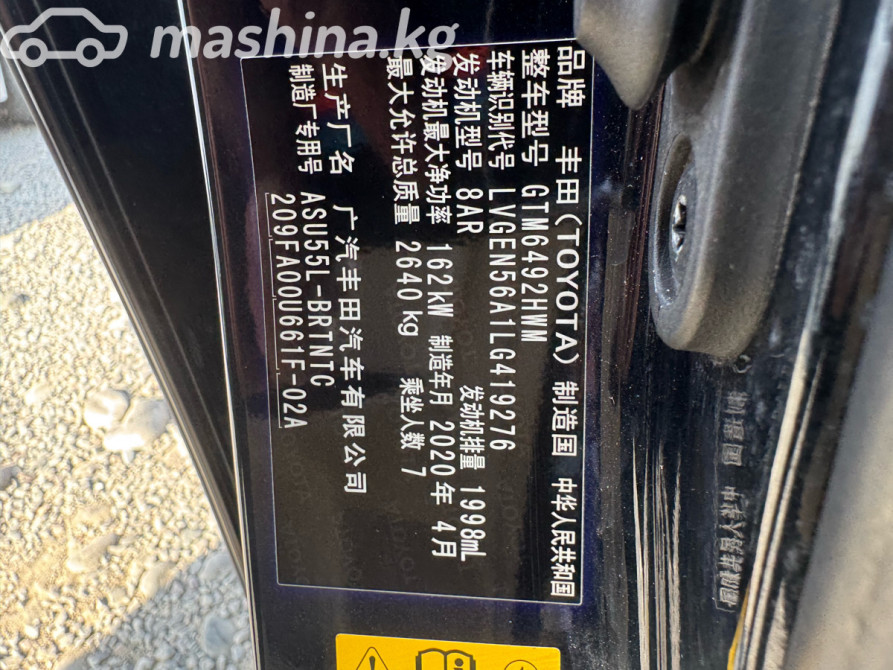 mashina.kg
品牌 丰田(TOYOTA) 制造国 中华人民共和国
整车型号 GTM6492HWM
车辆识别代号 LVGEN56A1LG419276
发动机型号 8AR 发动机排量 1998mL
发动机最大净功率 162kW 制造年月 2020年 4月
最大允许总质量 2640kg 乘坐人数 7
生产厂名 广汽丰田汽车有限公司
制造厂专用号 ASU55L-BRTNTC
209FA00U661F-02A